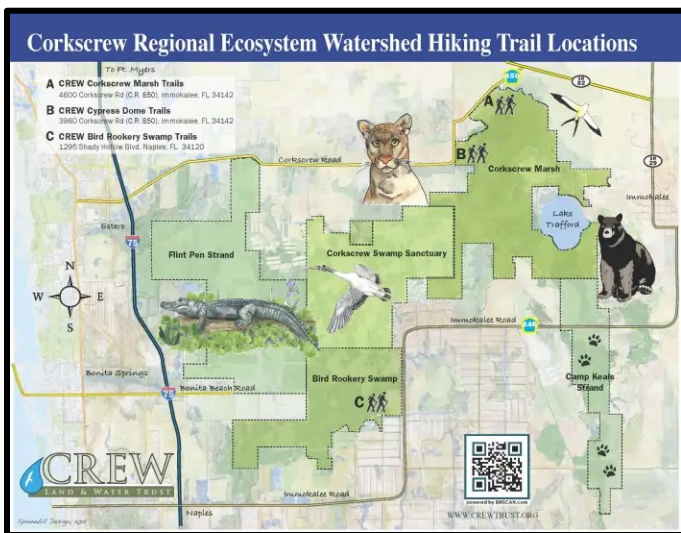 Corkscrew Regional Ecosystem Watershed Hiking Trail Locations
To Ft. Myers
A CREW Corkscrew Marsh Trails
4600 Corkscrew Rd (C.R. 850), Immokalee, FL 34142
B CREW Cypress Dome Trails
3980 Corkscrew Rd (C.R. 850), Immokalee, FL 34142
C CREW Bird Rookery Swamp Trails
1295 Shady Hollow Blvd, Naples, FL 34120
850
SR
82
A
B
Corkscrew Road
Corkscrew Marsh
SR
29
Immokalee
Lake
Trafford
Estero
75
Flint Pen Strand
Corkscrew Swamp Sanctuary
N
W E
S
Immokalee Road
846
Bonita Springs
75
Bonita Beach Road
Bird Rookery Swamp
C
Camp Keais
Strand
CREW
LAND & WATER TRUST
Immokalee Road
Naples
powered by BMSCAN.com
WWW.CREWTRUST.ORG
Spoonbill Design,